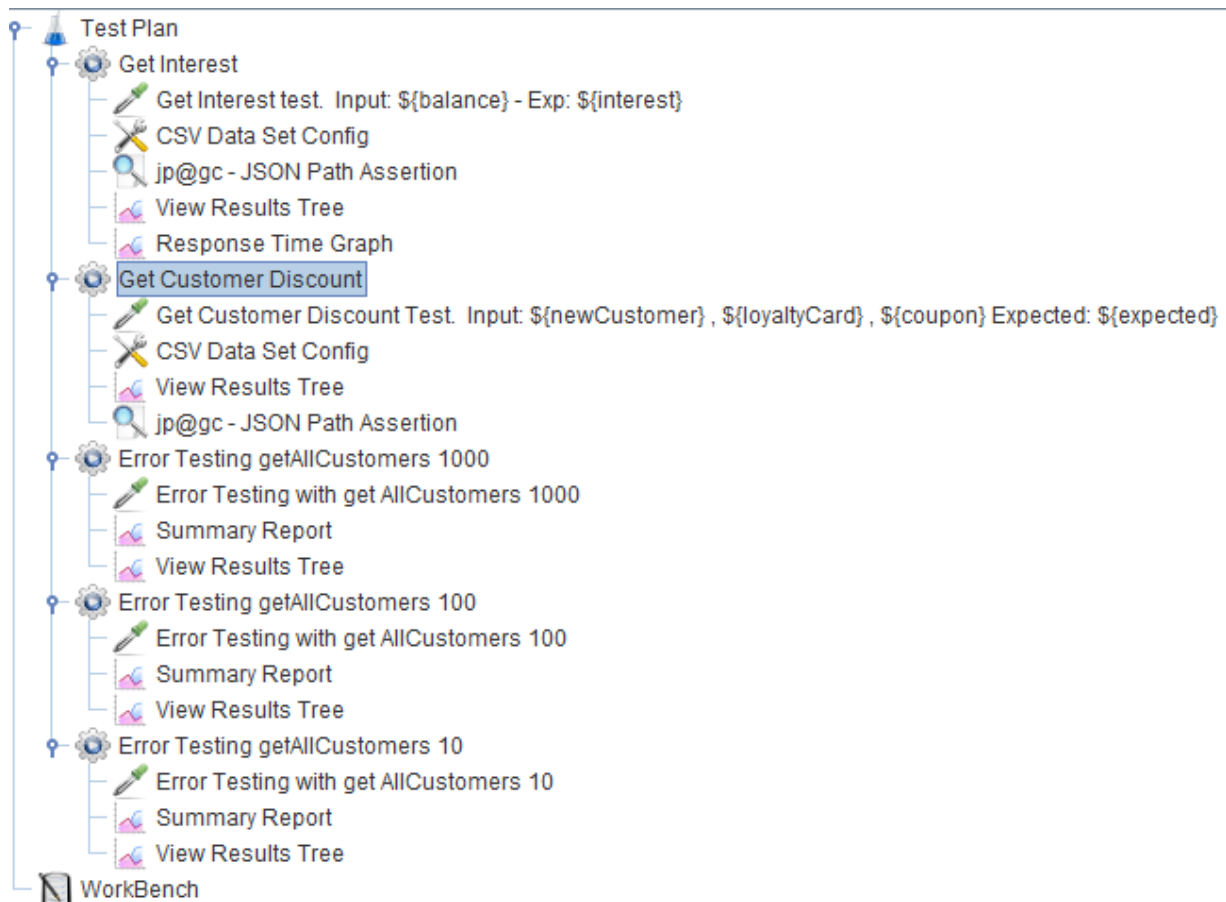 Test Plan
Get Interest
Get Interest test. Input: ${balance} - Exp: ${interest}
CSV Data Set Config
jp@gc - JSON Path Assertion
View Results Tree
Response Time Graph
Get Customer Discount
Get Customer Discount Test. Input: ${newCustomer} , ${loyaltyCard} , ${coupon} Expected: ${expected}
CSV Data Set Config
View Results Tree
jp@gc - JSON Path Assertion
Error Testing getAllCustomers 1000
Error Testing with get AllCustomers 1000
Summary Report
View Results Tree
Error Testing getAllCustomers 100
Error Testing with get AllCustomers 100
Summary Report
View Results Tree
Error Testing getAllCustomers 10
Error Testing with get AllCustomers 10
Summary Report
View Results Tree
WorkBench